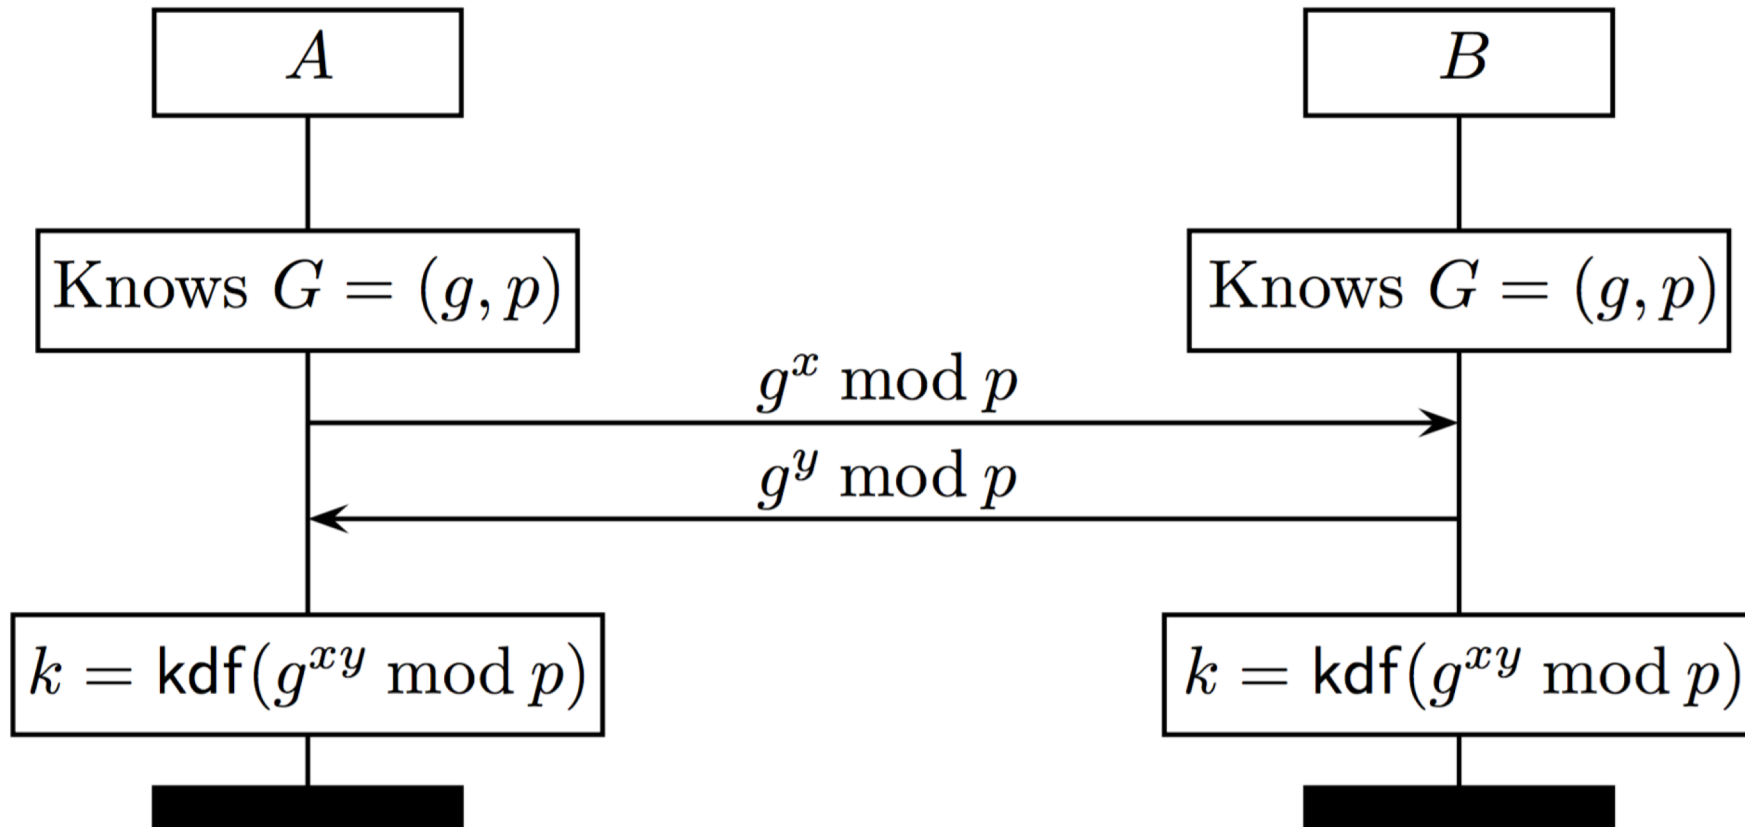 A
B
Knows G = (g, p)
Knows G = (g, p)
g^x mod p
g^y mod p
k = kdf(g^{xy} mod p)
k = kdf(g^{xy} mod p)